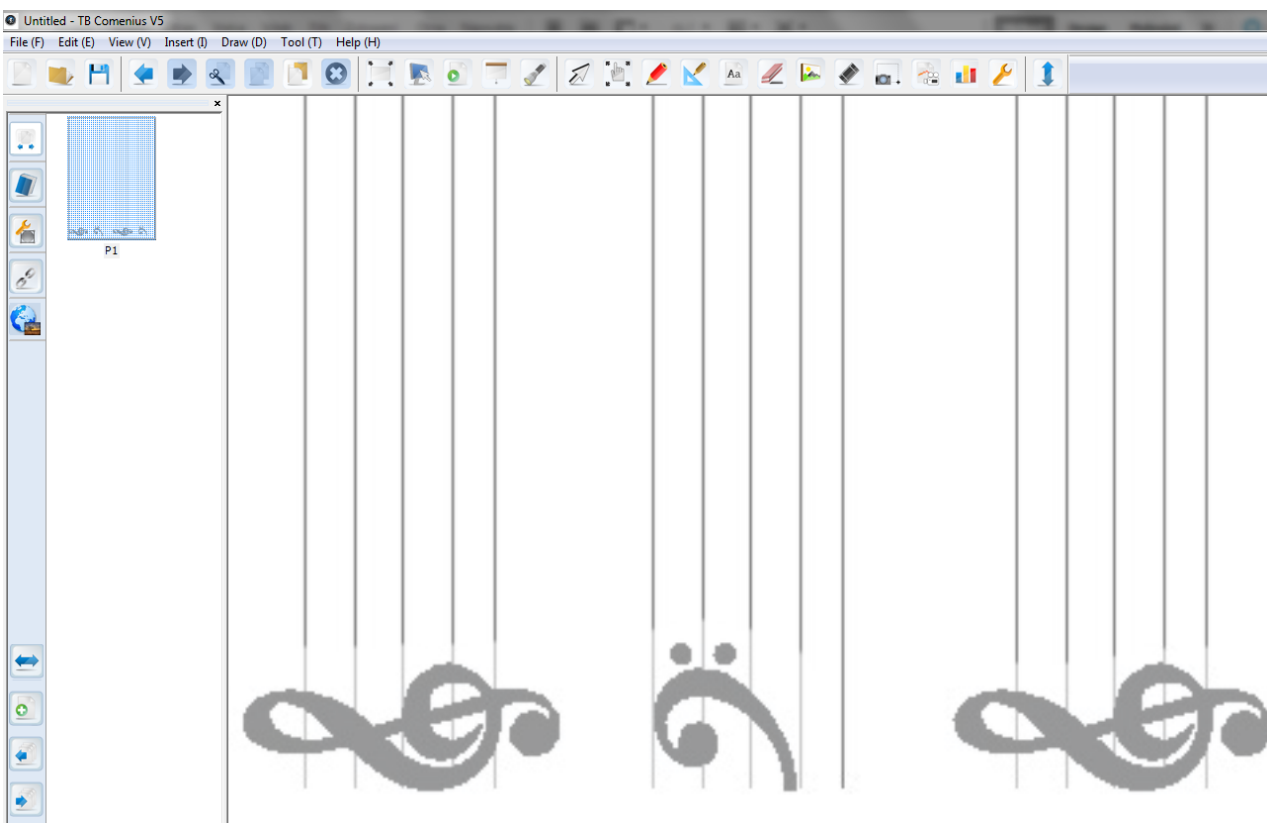 Untitled - TB Comenius V5
File (F) Edit (E) View (V) Insert (I) Draw (D) Tool (T) Help (H)
Aa
P1